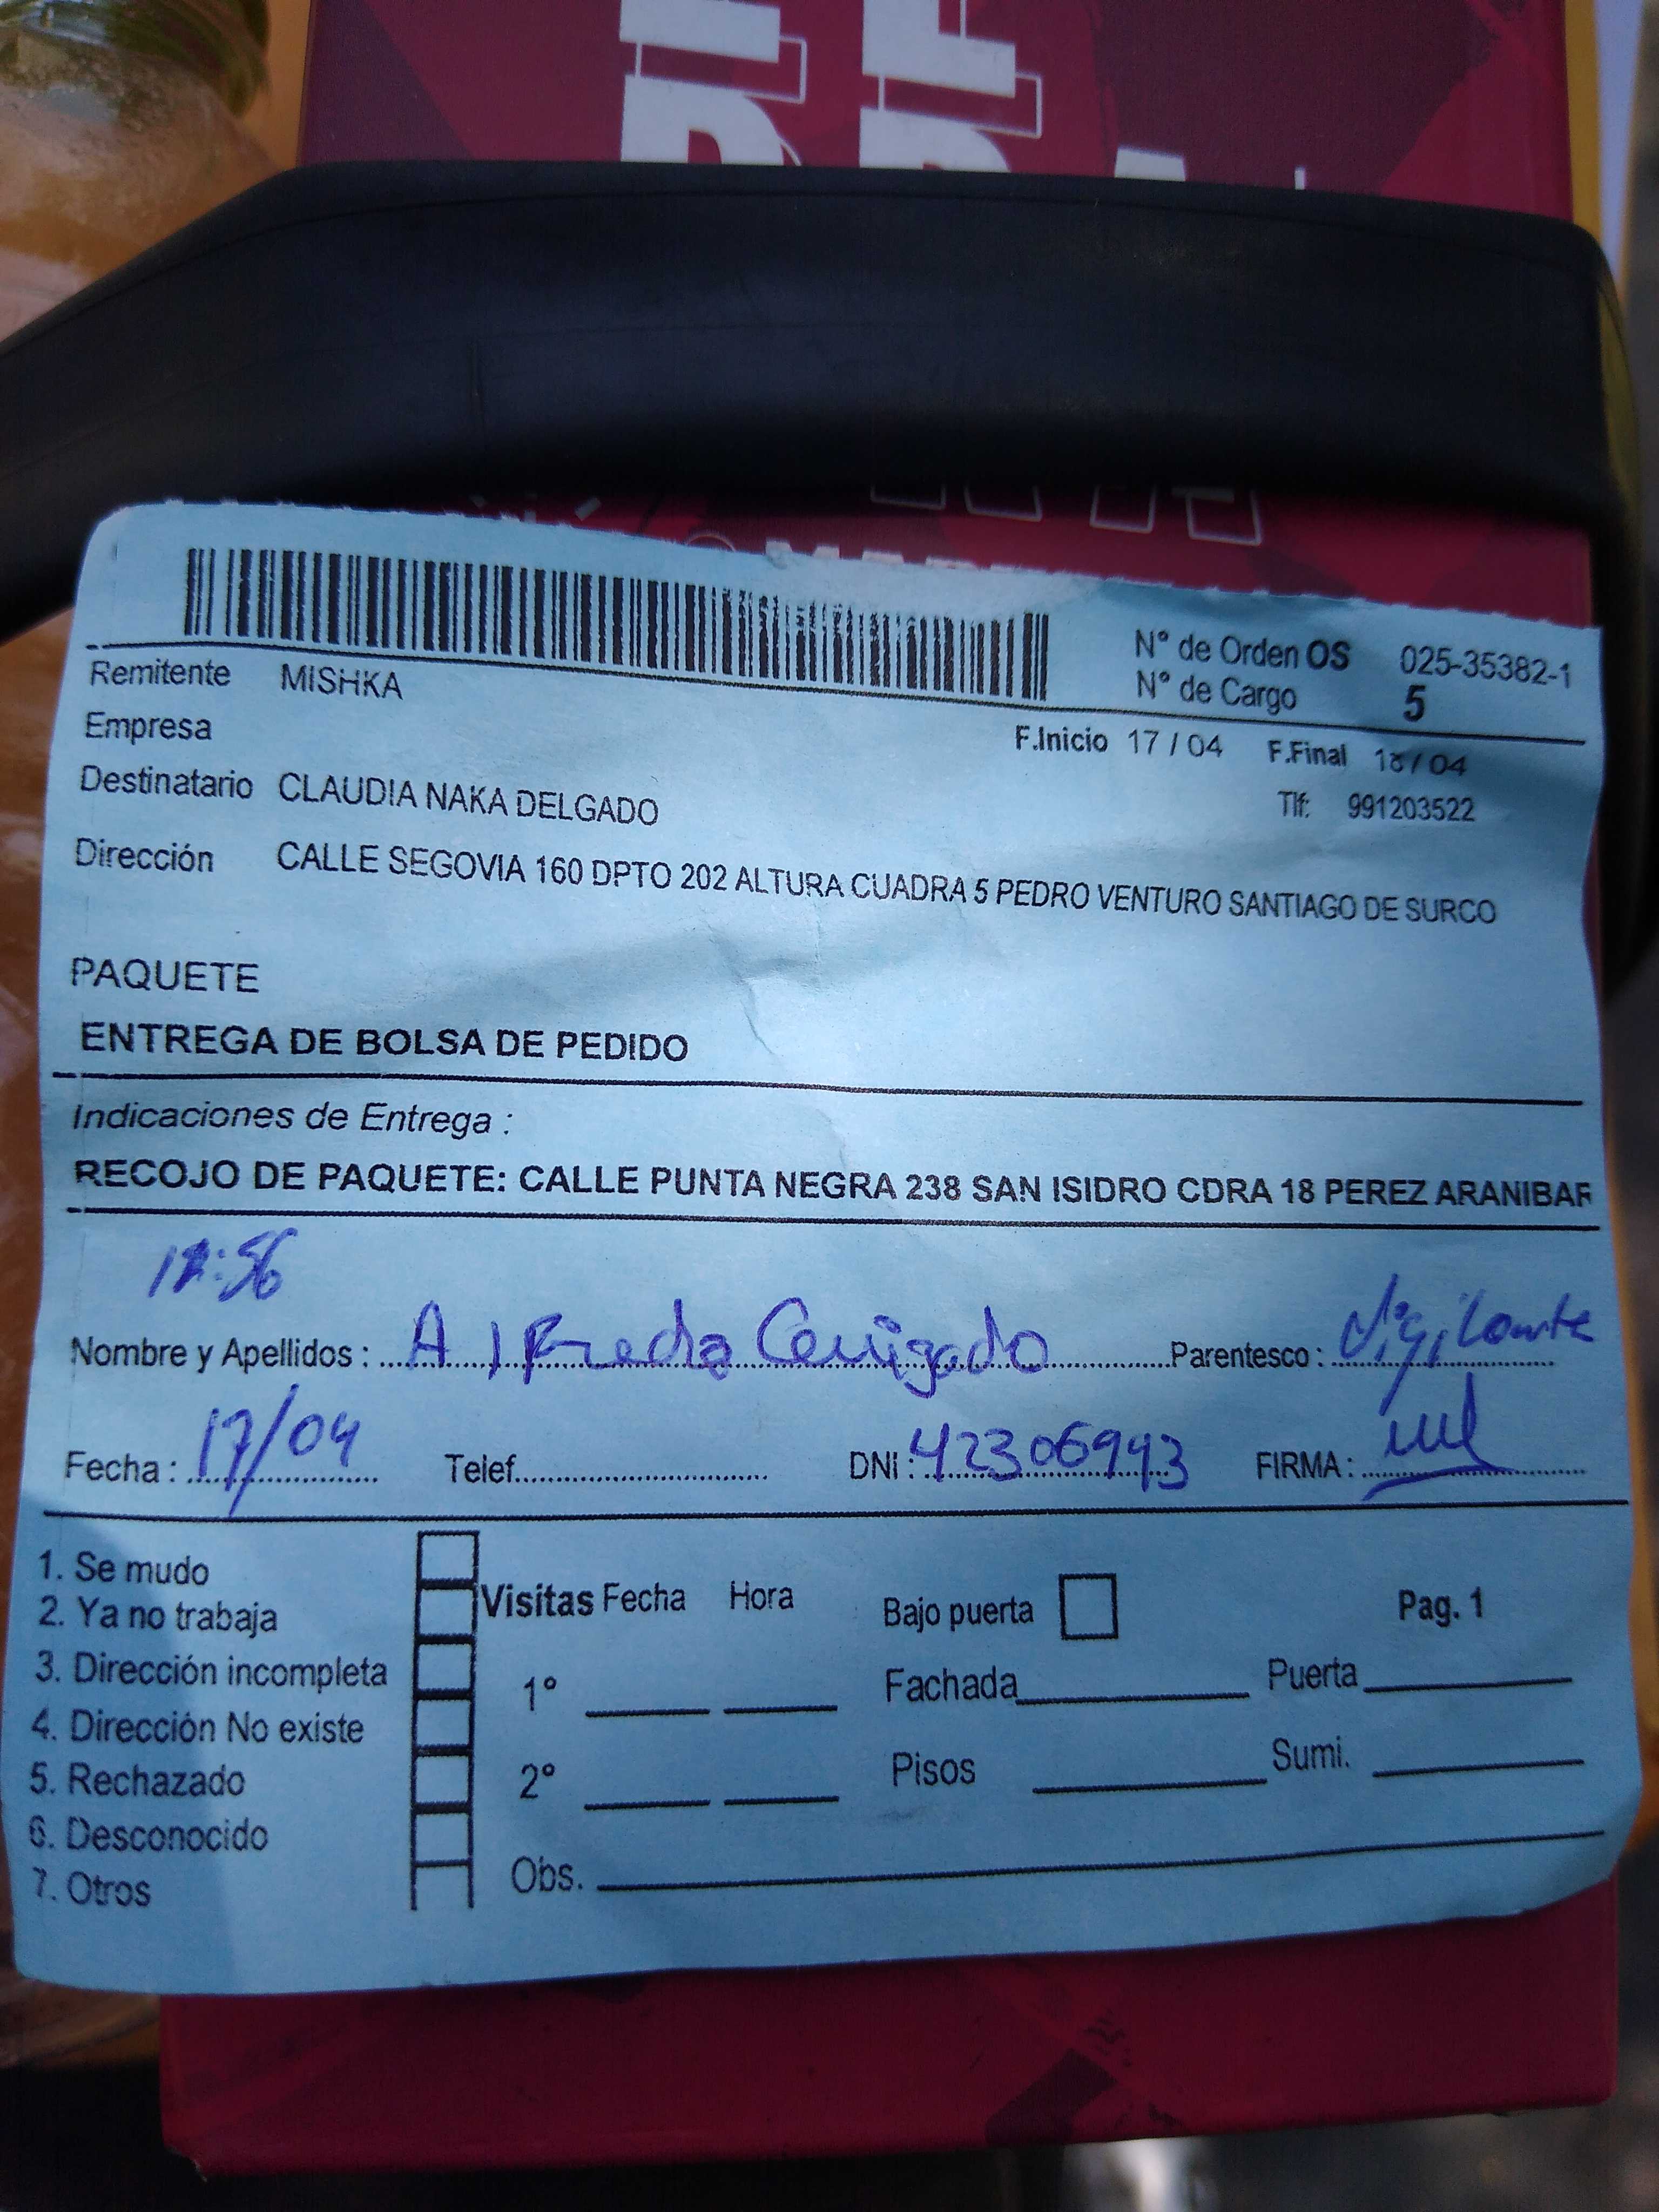 N° de Orden OS 025-35382-1
Remitente MISHKA
N° de Cargo 5
Empresa
F.Inicio 17 / 04 F.Final 18 / 04
Destinatario CLAUDIA NAKA DELGADO
Tlf: 991203522
Dirección CALLE SEGOVIA 160 DPTO 202 ALTURA CUADRA 5 PEDRO VENTURO SANTIAGO DE SURCO
PAQUETE
ENTREGA DE BOLSA DE PEDIDO
Indicaciones de Entrega :
RECOJO DE PAQUETE: CALLE PUNTA NEGRA 238 SAN ISIDRO CDRA 18 PEREZ ARANIBAR
Nombre y Apellidos : Alfredo Parentesco : Vigilante
Fecha : 17/04 Telef. DNI : 42306993 FIRMA :
1. Se mudo
2. Ya no trabaja
3. Dirección incompleta
4. Dirección No existe
5. Rechazado
6. Desconocido
7. Otros
Visitas Fecha Hora
1°
2°
Obs.
Bajo puerta
Pag. 1
Fachada Puerta
Pisos Sumi.